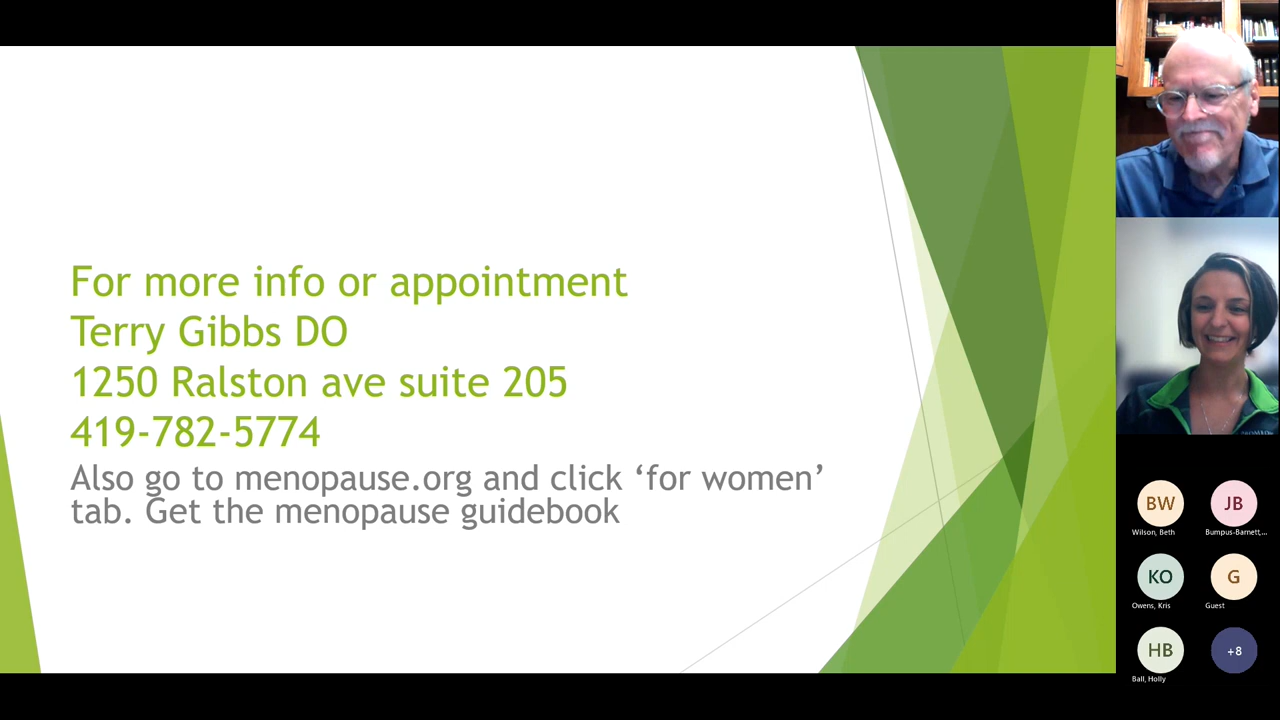 For more info or appointment
Terry Gibbs DO
1250 Ralston ave suite 205
419-782-5774
Also go to menopause.org and click ‘for women’
tab. Get the menopause guidebook
BW
Wilson, Beth
JB
Bumpus-Barnett,...
KO
Owens, Kris
G
Guest
HB
Ball, Holly
+8